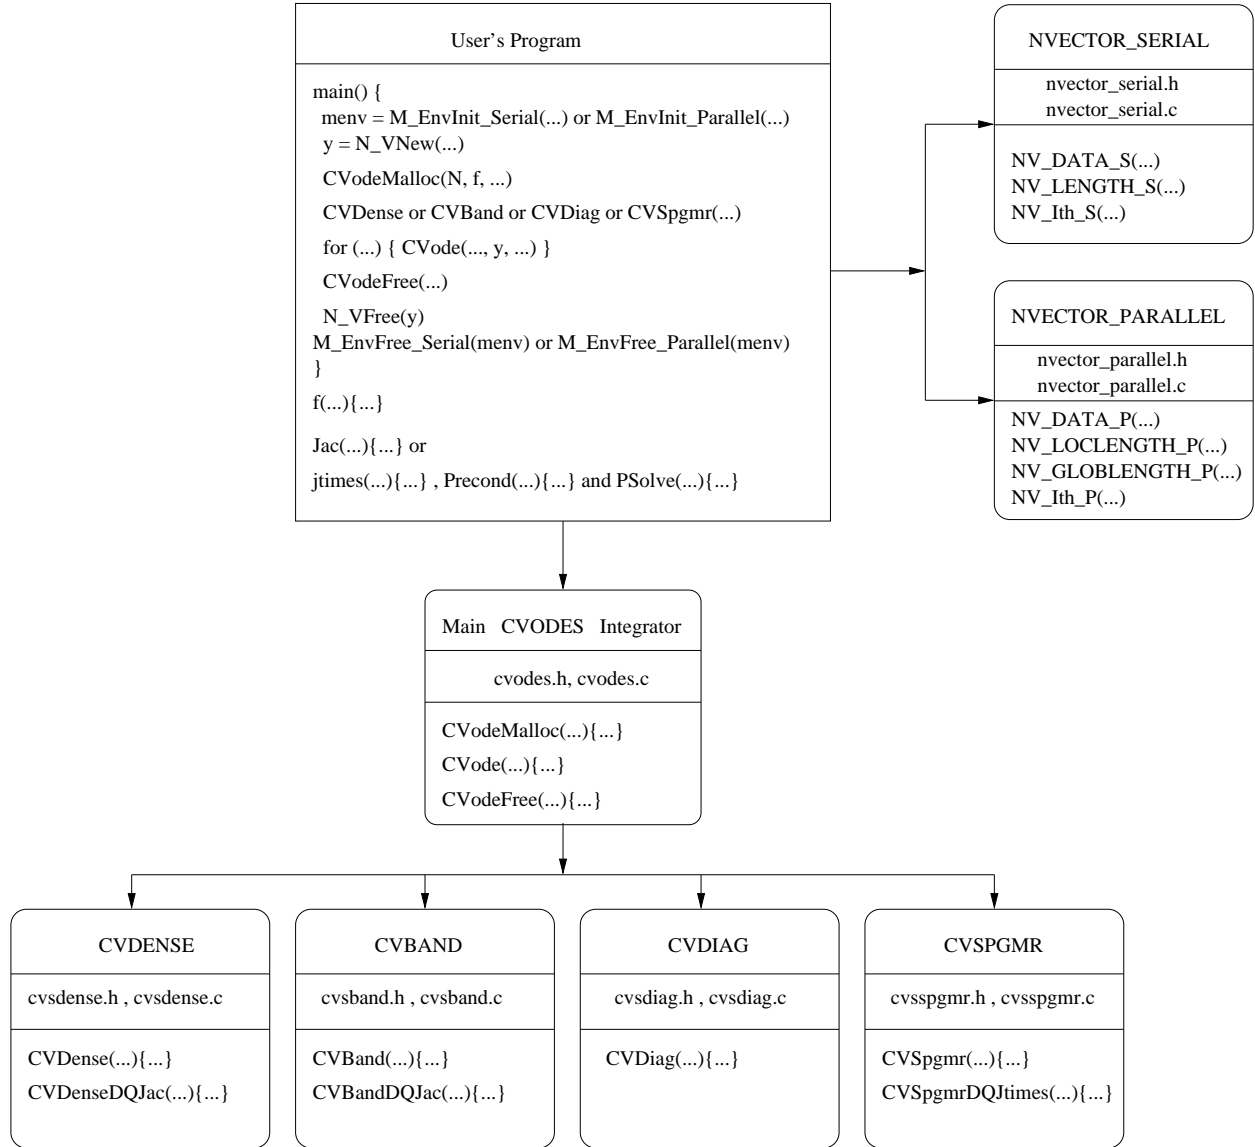 User's Program
main() {
menv = M_EnvInit_Serial(...) or M_EnvInit_Parallel(...)
y = N_VNew(...)
CVodeMalloc(N, f, ...)
CVDense or CVBand or CVDiag or CVSpgmr(...)
for (...) { CVode(..., y, ...) }
CVodeFree(...)
N_VFree(y)
M_EnvFree_Serial(menv) or M_EnvFree_Parallel(menv)
}
f(...){...}
Jac(...){...} or
jtimes(...){...} , Precond(...){...} and PSolve(...){...}
NVECTOR_SERIAL
nvector_serial.h
nvector_serial.c
NV_DATA_S(...)
NV_LENGTH_S(...)
NV_Ith_S(...)
NVECTOR_PARALLEL
nvector_parallel.h
nvector_parallel.c
NV_DATA_P(...)
NV_LOCLENGTH_P(...)
NV_GLOBLENGTH_P(...)
NV_Ith_P(...)
Main CVODES Integrator
cvodes.h, cvodes.c
CVodeMalloc(...){...}
CVode(...){...}
CVodeFree(...){...}
CVDENSE
cvsdense.h , cvsdense.c
CVDense(...){...}
CVDenseDQJac(...){...}
CVBAND
cvsband.h , cvsband.c
CVBand(...){...}
CVBandDQJac(...){...}
CVDIAG
cvsdiag.h , cvsdiag.c
CVDiag(...){...}
CVSPGMR
cvsspgmr.h , cvsspgmr.c
CVSpgmr(...){...}
CVSpgmrDQJtimes(...){...}